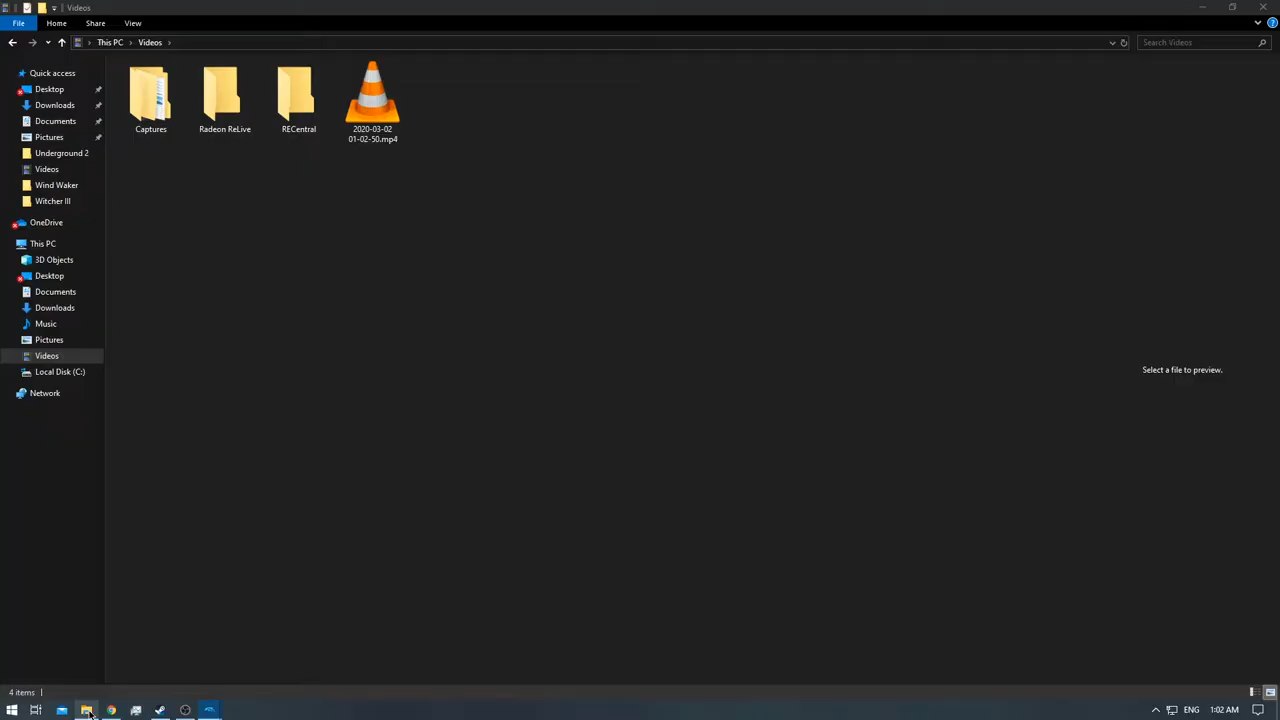 Videos
File
Home
Share
View
This PC
Videos
Search Videos
Quick access
Desktop
Downloads
Documents
Pictures
Underground 2
Videos
Wind Waker
Witcher III
OneDrive
This PC
3D Objects
Desktop
Documents
Downloads
Music
Pictures
Videos
Local Disk (C:)
Network
Captures
Radeon ReLive
RECentral
2020-03-02
01-02-50.mp4
Select a file to preview.
4 items
ENG
1:02 AM